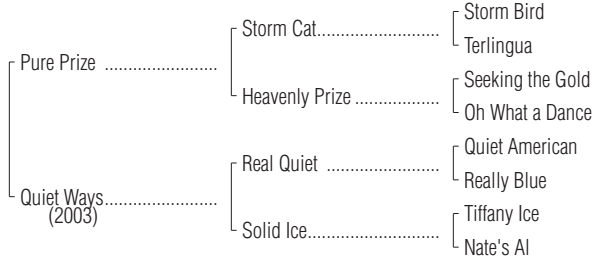 Storm Bird
Storm Cat..............................
Terlingua
Pure Prize ...........................
Seeking the Gold
Heavenly Prize .....................
Oh What a Dance
Quiet American
Real Quiet ............................
Really Blue
Quiet Ways...........................
(2003)
Tiffany Ice
Solid Ice................................
Nate's Al